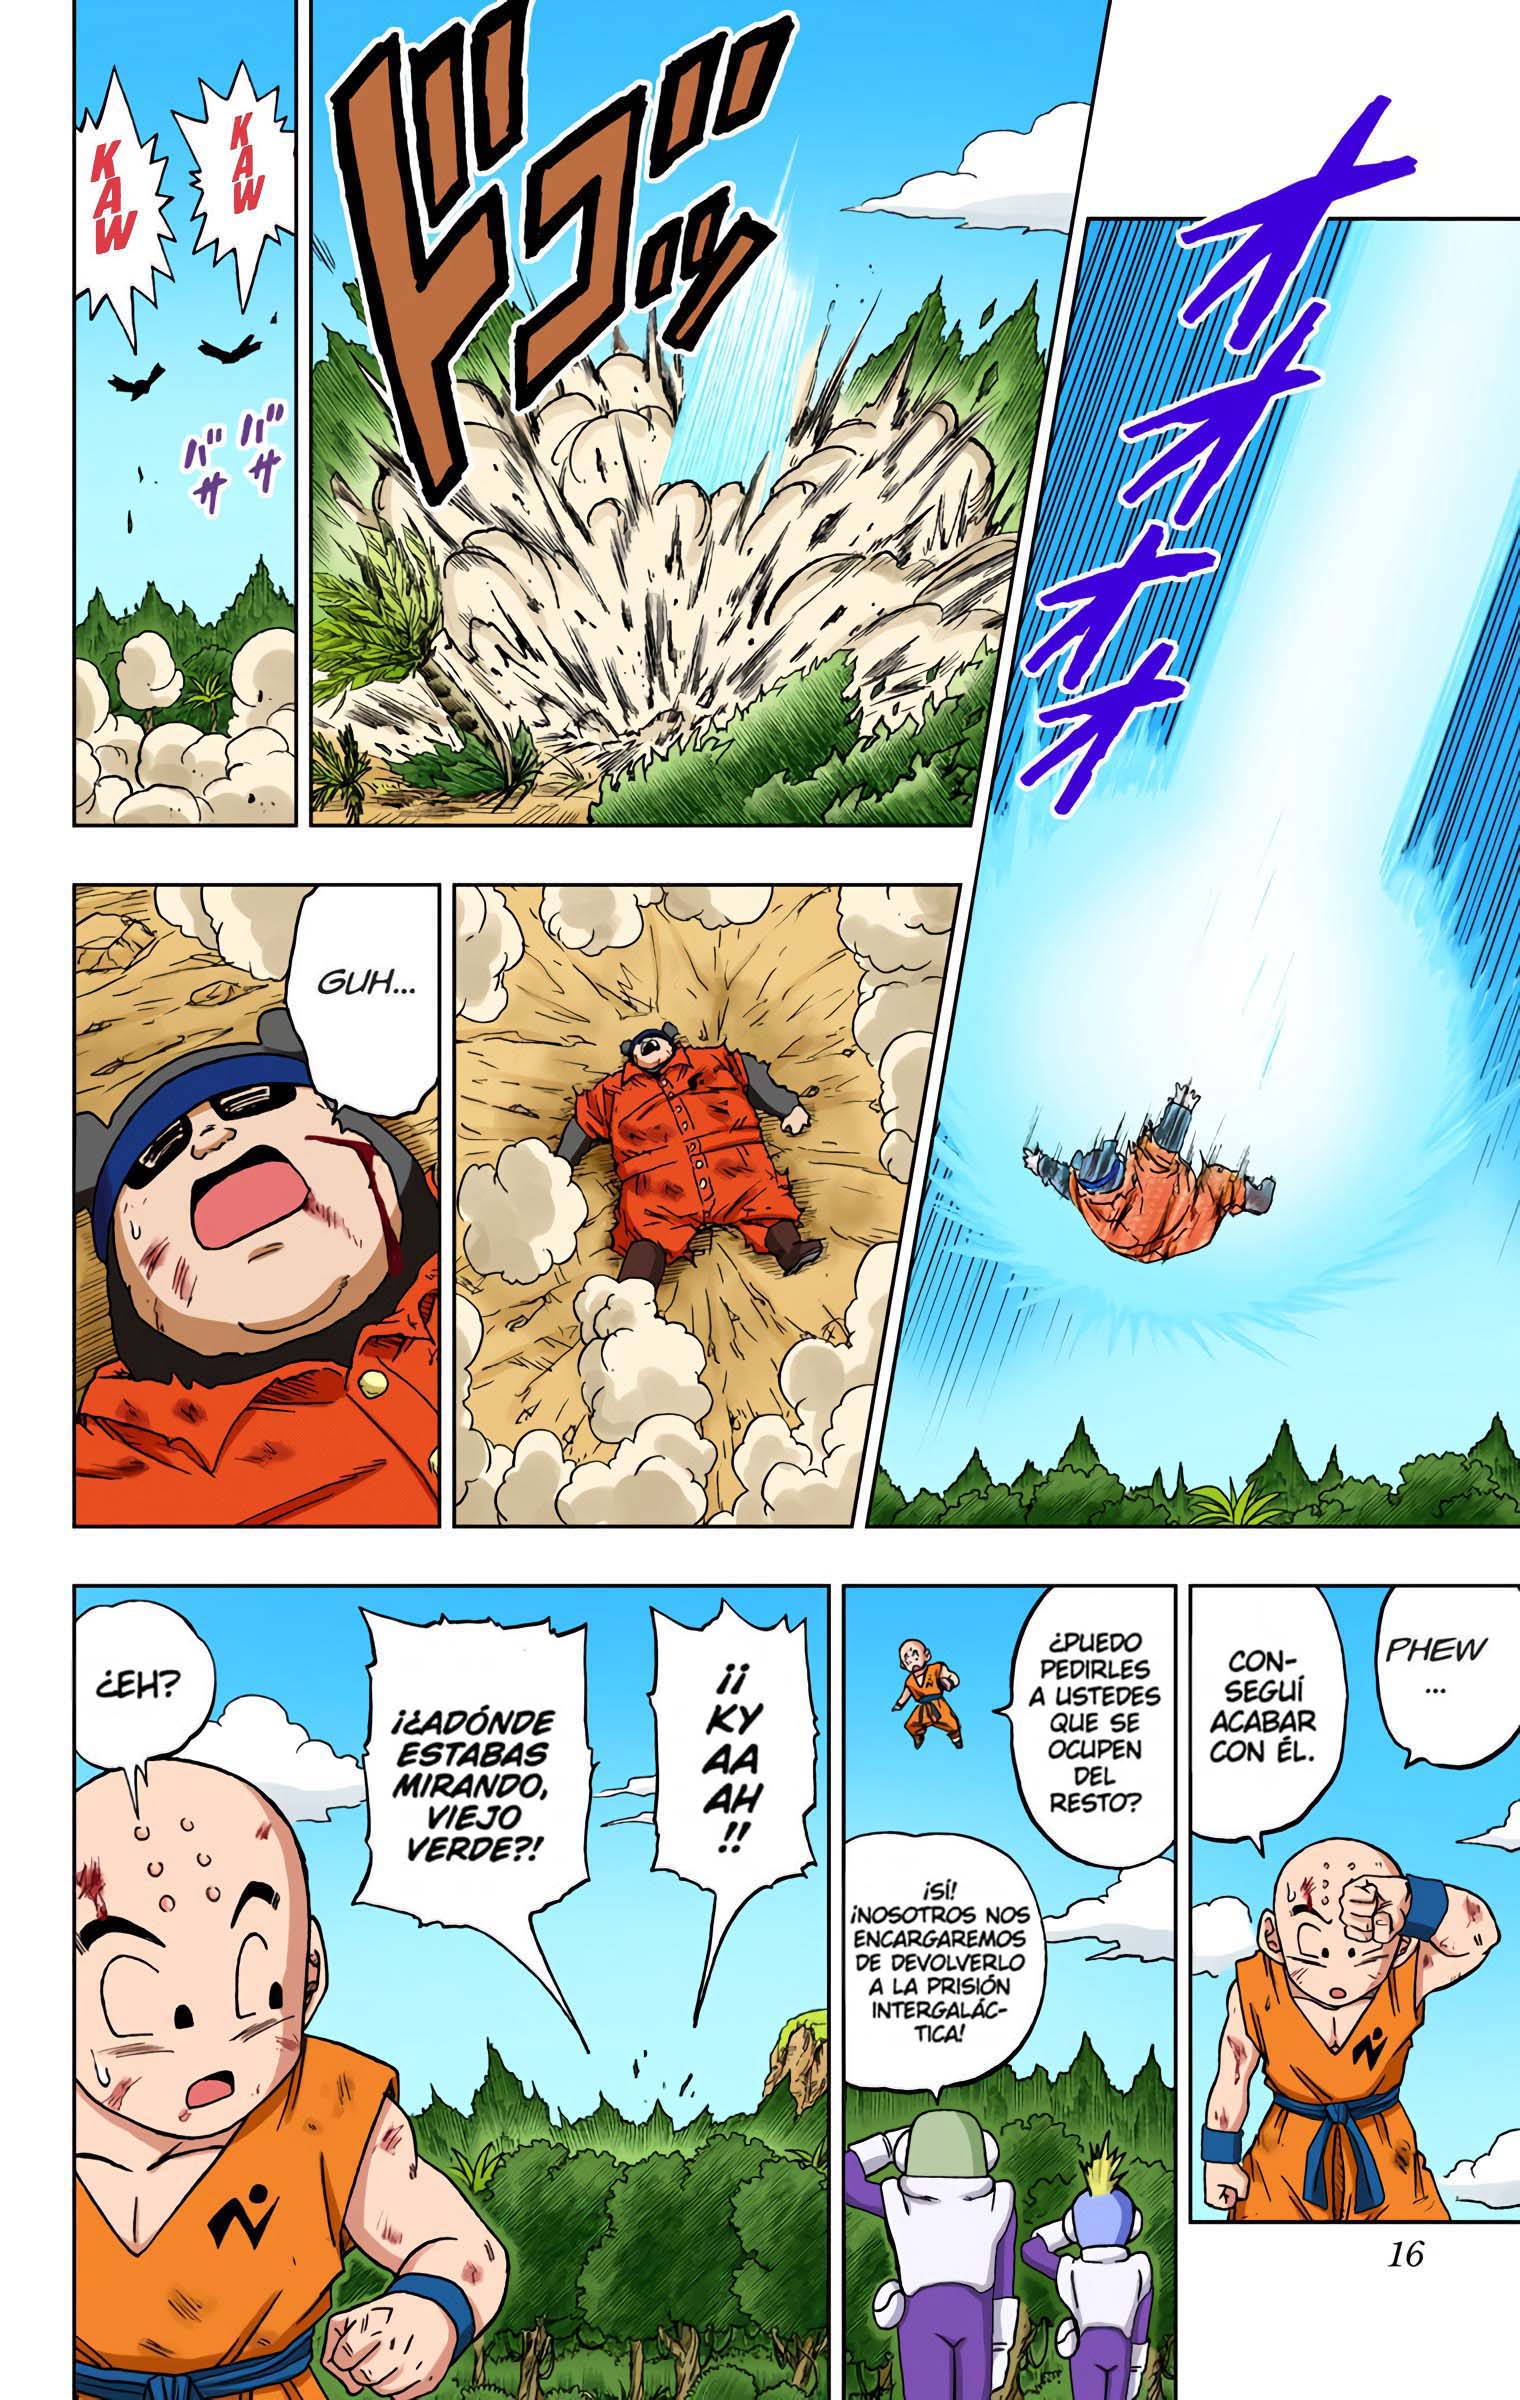 オオオオ
ドゴォッ
KAW
KAW
バサ
バサ
GUH...
PHEW
...
CON-
SEGUÍ
ACABAR
CON ÉL.
¿PUEDO
PEDIRLES
A USTEDES
QUE SE
OCUPEN
DEL
RESTO?
¡SÍ!
¡NOSOTROS NOS
ENCARGAREMOS
DE DEVOLVERLO
A LA PRISIÓN
INTERGALÁC-
TICA!
¡¡
KY
AA
AH
!!
¡¿ADÓNDE
ESTABAS
MIRANDO,
VIEJO
VERDE?!
¿EH?
16